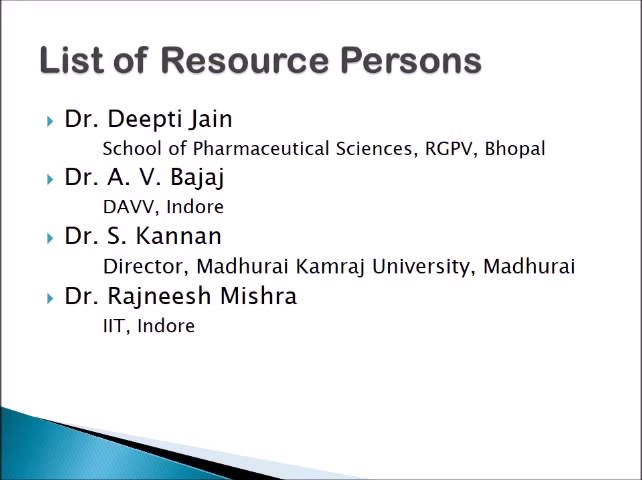 List of Resource Persons
Dr. Deepti Jain
School of Pharmaceutical Sciences, RGPV, Bhopal
Dr. A. V. Bajaj
DAVV, Indore
Dr. S. Kannan
Director, Madhurai Kamraj University, Madhurai
Dr. Rajneesh Mishra
IIT, Indore